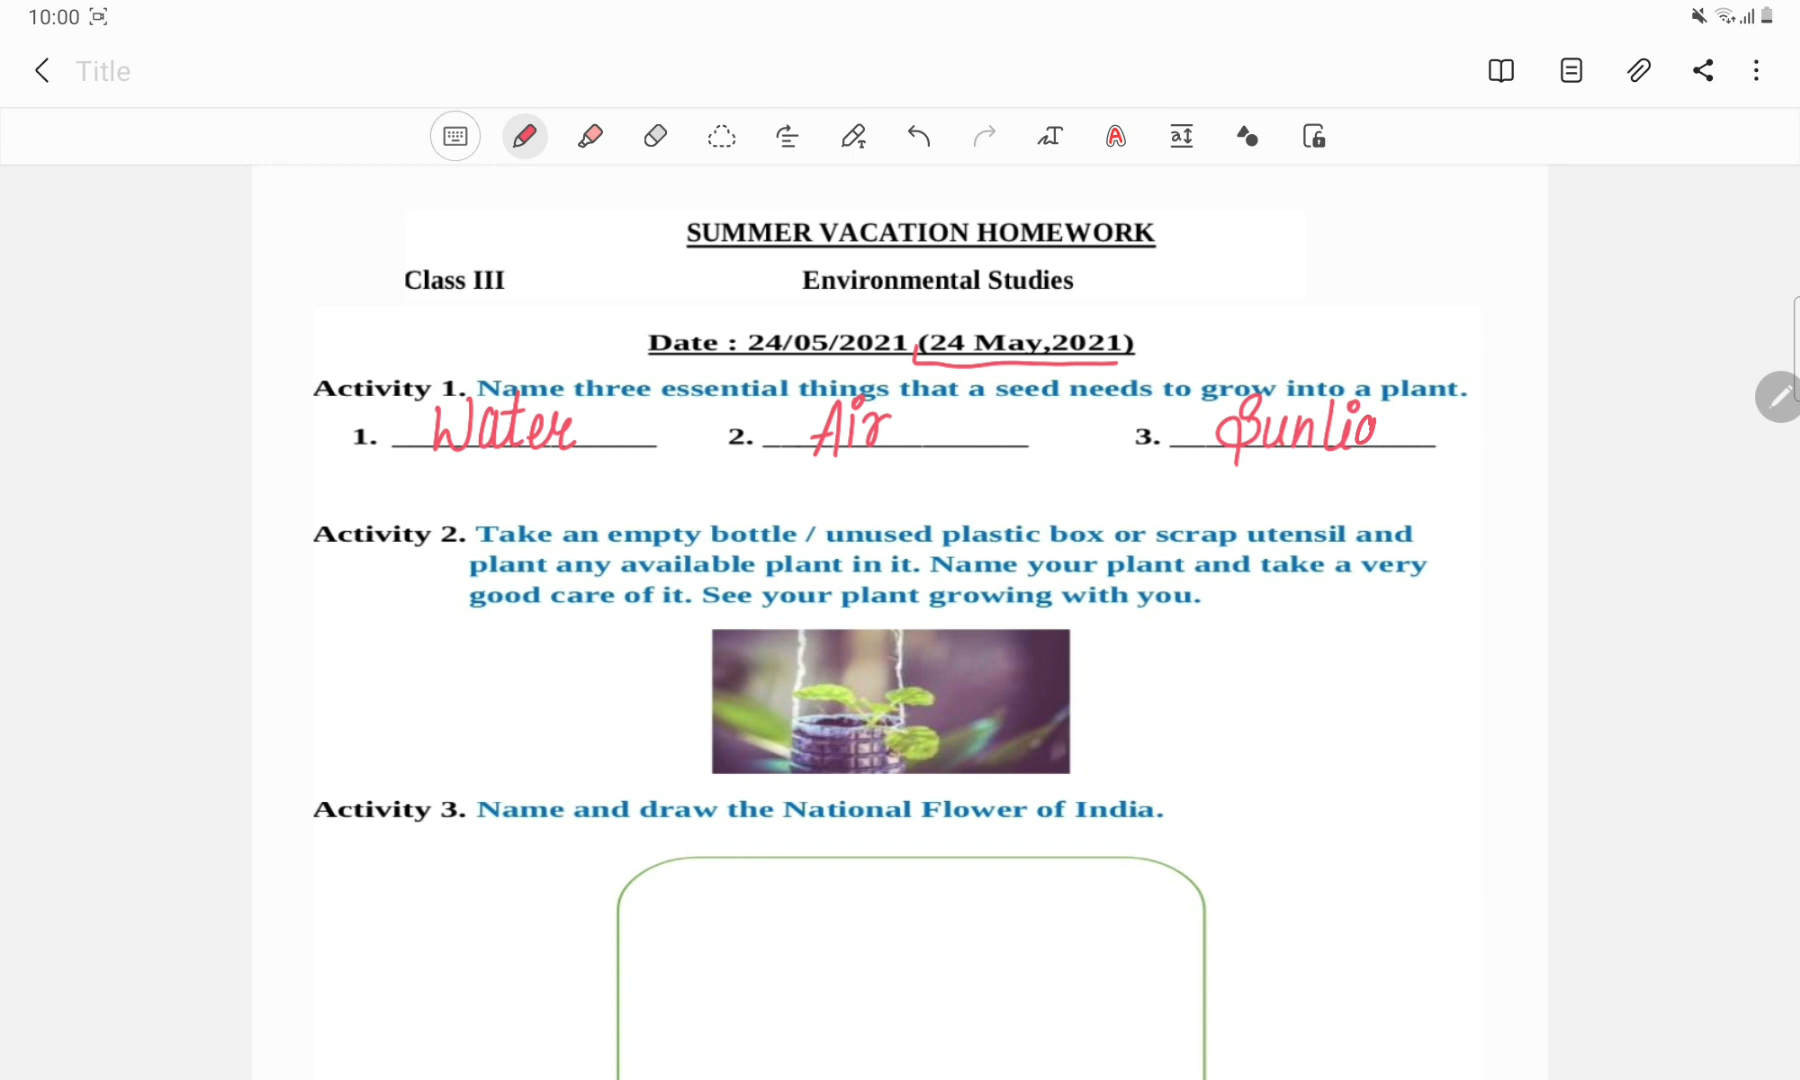 10:00
Title
SUMMER VACATION HOMEWORK
Class III Environmental Studies
Date : 24/05/2021 (24 May,2021)
Activity 1. Name three essential things that a seed needs to grow into a plant.
1. Water 2. Air 3. Sunlio
Activity 2. Take an empty bottle / unused plastic box or scrap utensil and
plant any available plant in it. Name your plant and take a very
good care of it. See your plant growing with you.
Activity 3. Name and draw the National Flower of India.